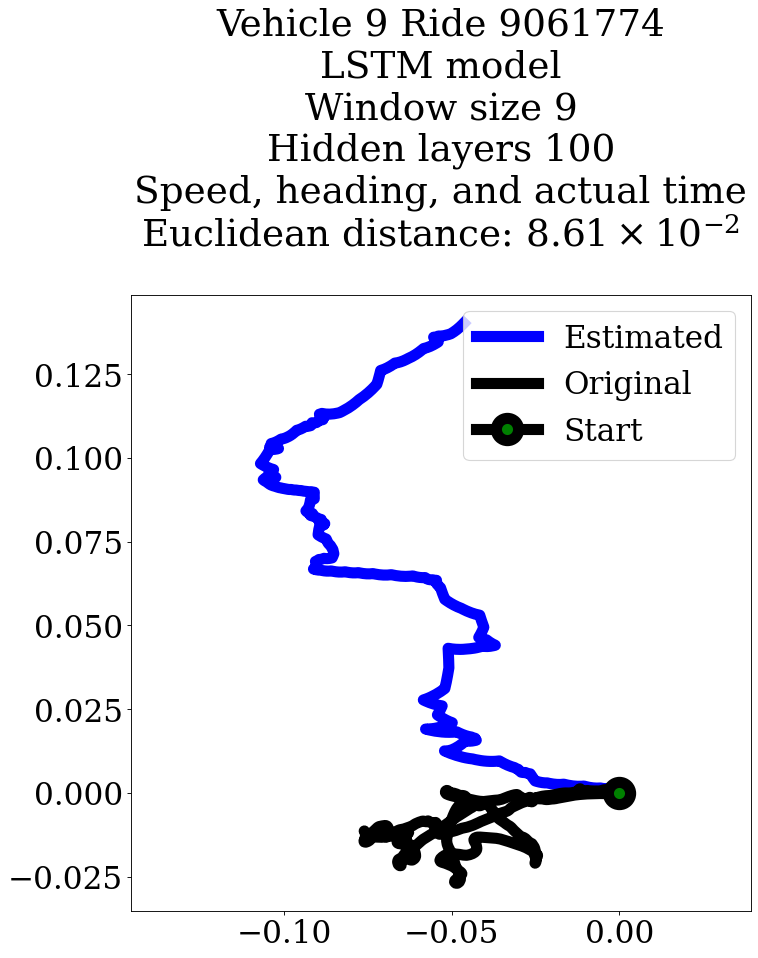 Vehicle 9 Ride 9061774
LSTM model
Window size 9
Hidden layers 100
Speed, heading, and actual time
Euclidean distance: 8.61 × 10⁻²
Estimated
Original
Start
0.125
0.100
0.075
0.050
0.025
0.000
−0.025
−0.10
−0.05
0.00